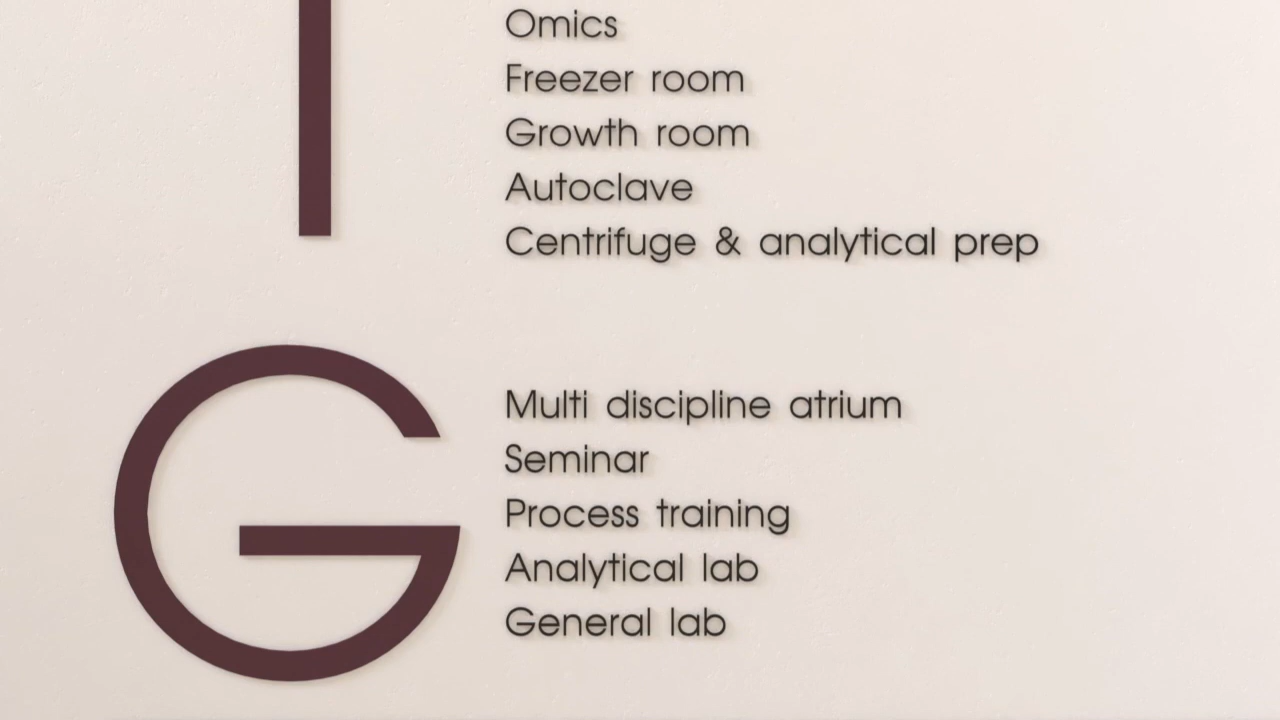 Omics
Freezer room
Growth room
Autoclave
Centrifuge & analytical prep
G
Multi discipline atrium
Seminar
Process training
Analytical lab
General lab